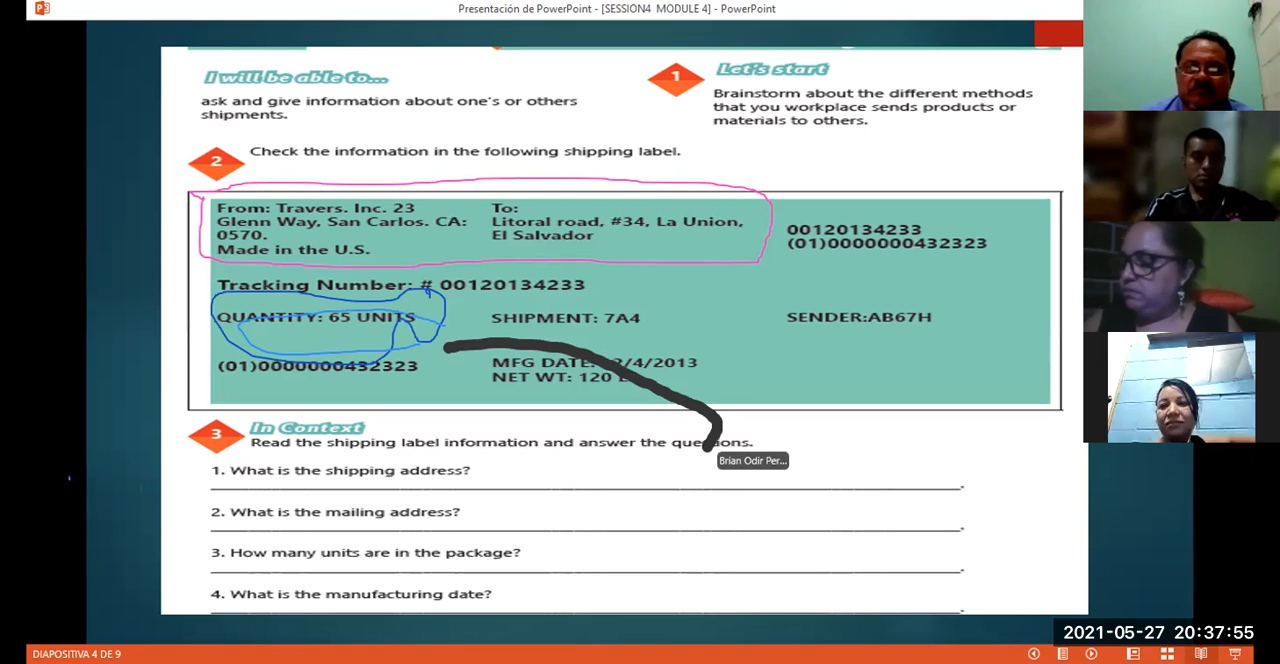 Presentación de PowerPoint - [SESSION4 MODULE 4] - PowerPoint
I will be able to...
ask and give information about one's or others
shipments.
1
Let's start
Brainstorm about the different methods
that you workplace sends products or
materials to others.
2
Check the information in the following shipping label.
From: Travers. Inc. 23
Glenn Way, San Carlos. CA:
0570.
Made in the U.S.
To:
Litoral road, #34, La Union,
El Salvador
00120134233
(01)0000000432323
Tracking Number: # 00120134233
QUANTITY: 65 UNITS
SHIPMENT: 7A4
SENDER:AB67H
(01)0000000432323
MFG DATE: /4/2013
NET WT: 120
3
In Context
Read the shipping label information and answer the questions.
Brian Odir Per...
1. What is the shipping address?
2. What is the mailing address?
3. How many units are in the package?
4. What is the manufacturing date?
2021-05-27 20:37:55
DIAPOSITIVA 4 DE 9